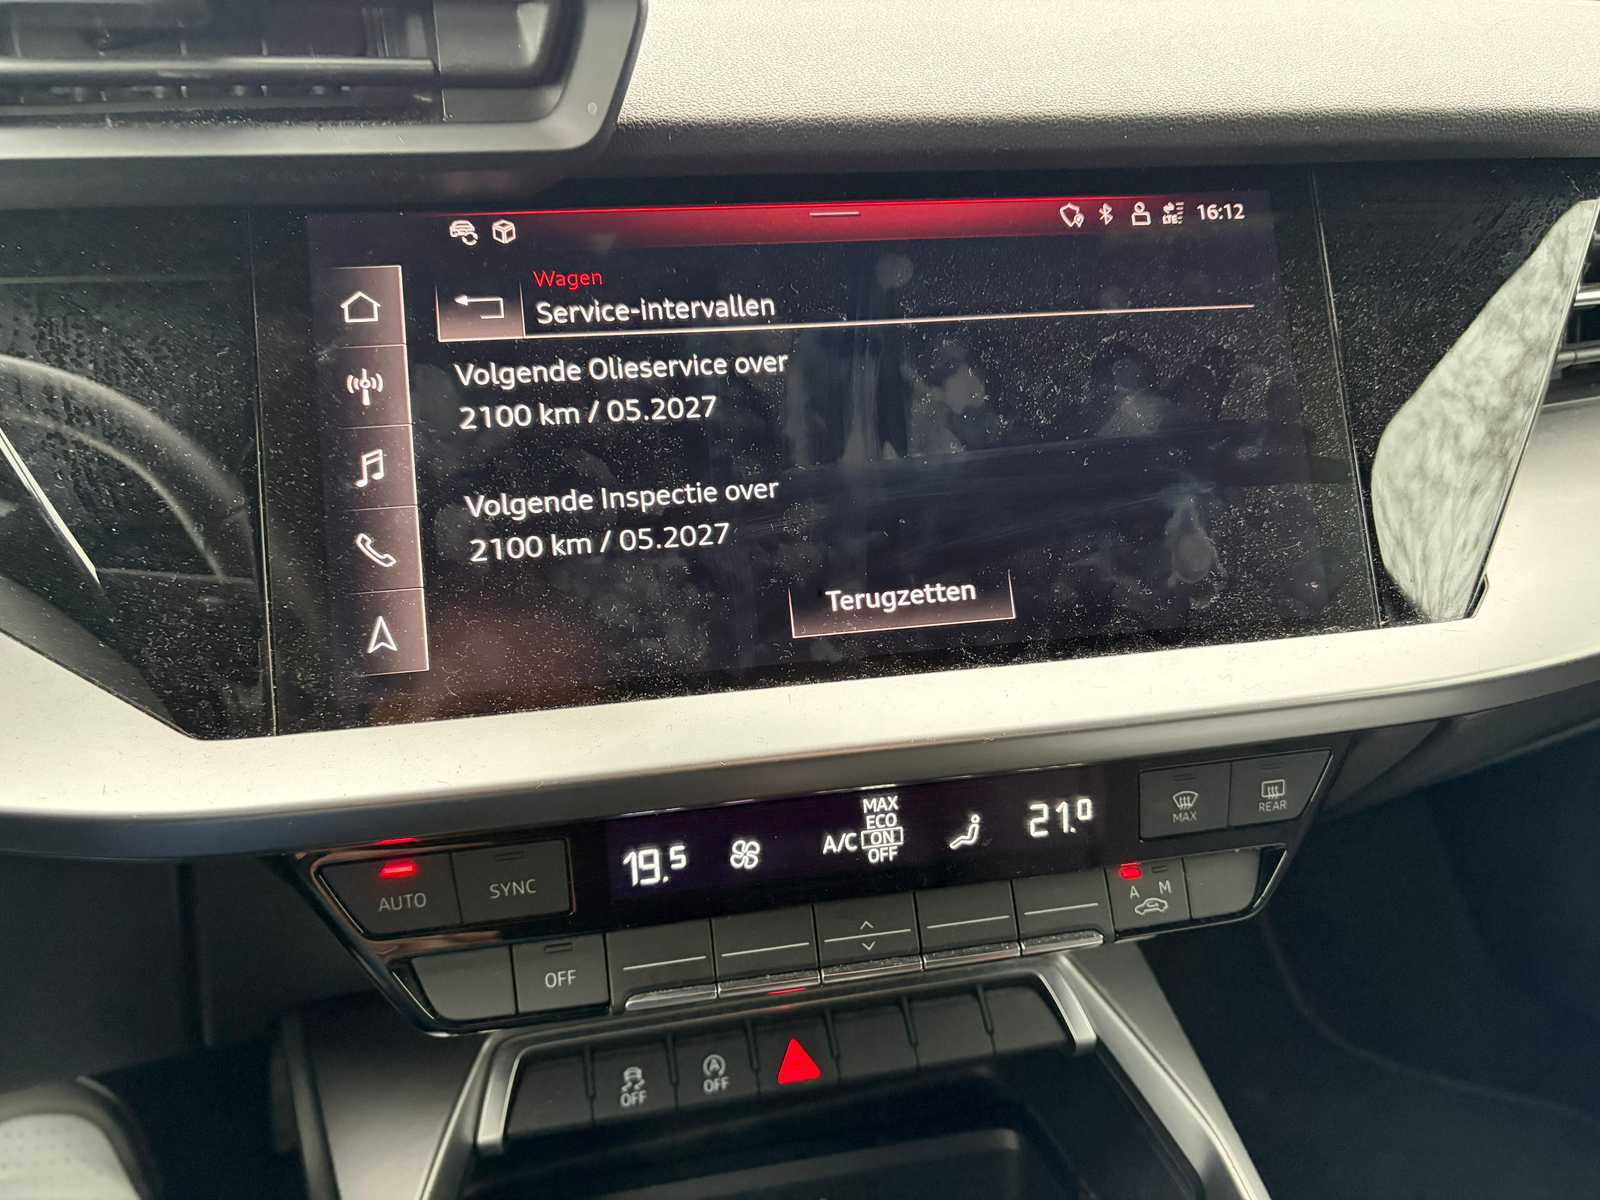 LTE 16:12
Wagen
Service-intervallen
Volgende Olieservice over
2100 km / 05.2027
Volgende Inspectie over
2100 km / 05.2027
Terugzetten
MAX
ECO
A/C ON
OFF
19.5
21.0
MAX
REAR
AUTO
SYNC
A M
OFF
OFF
A
OFF